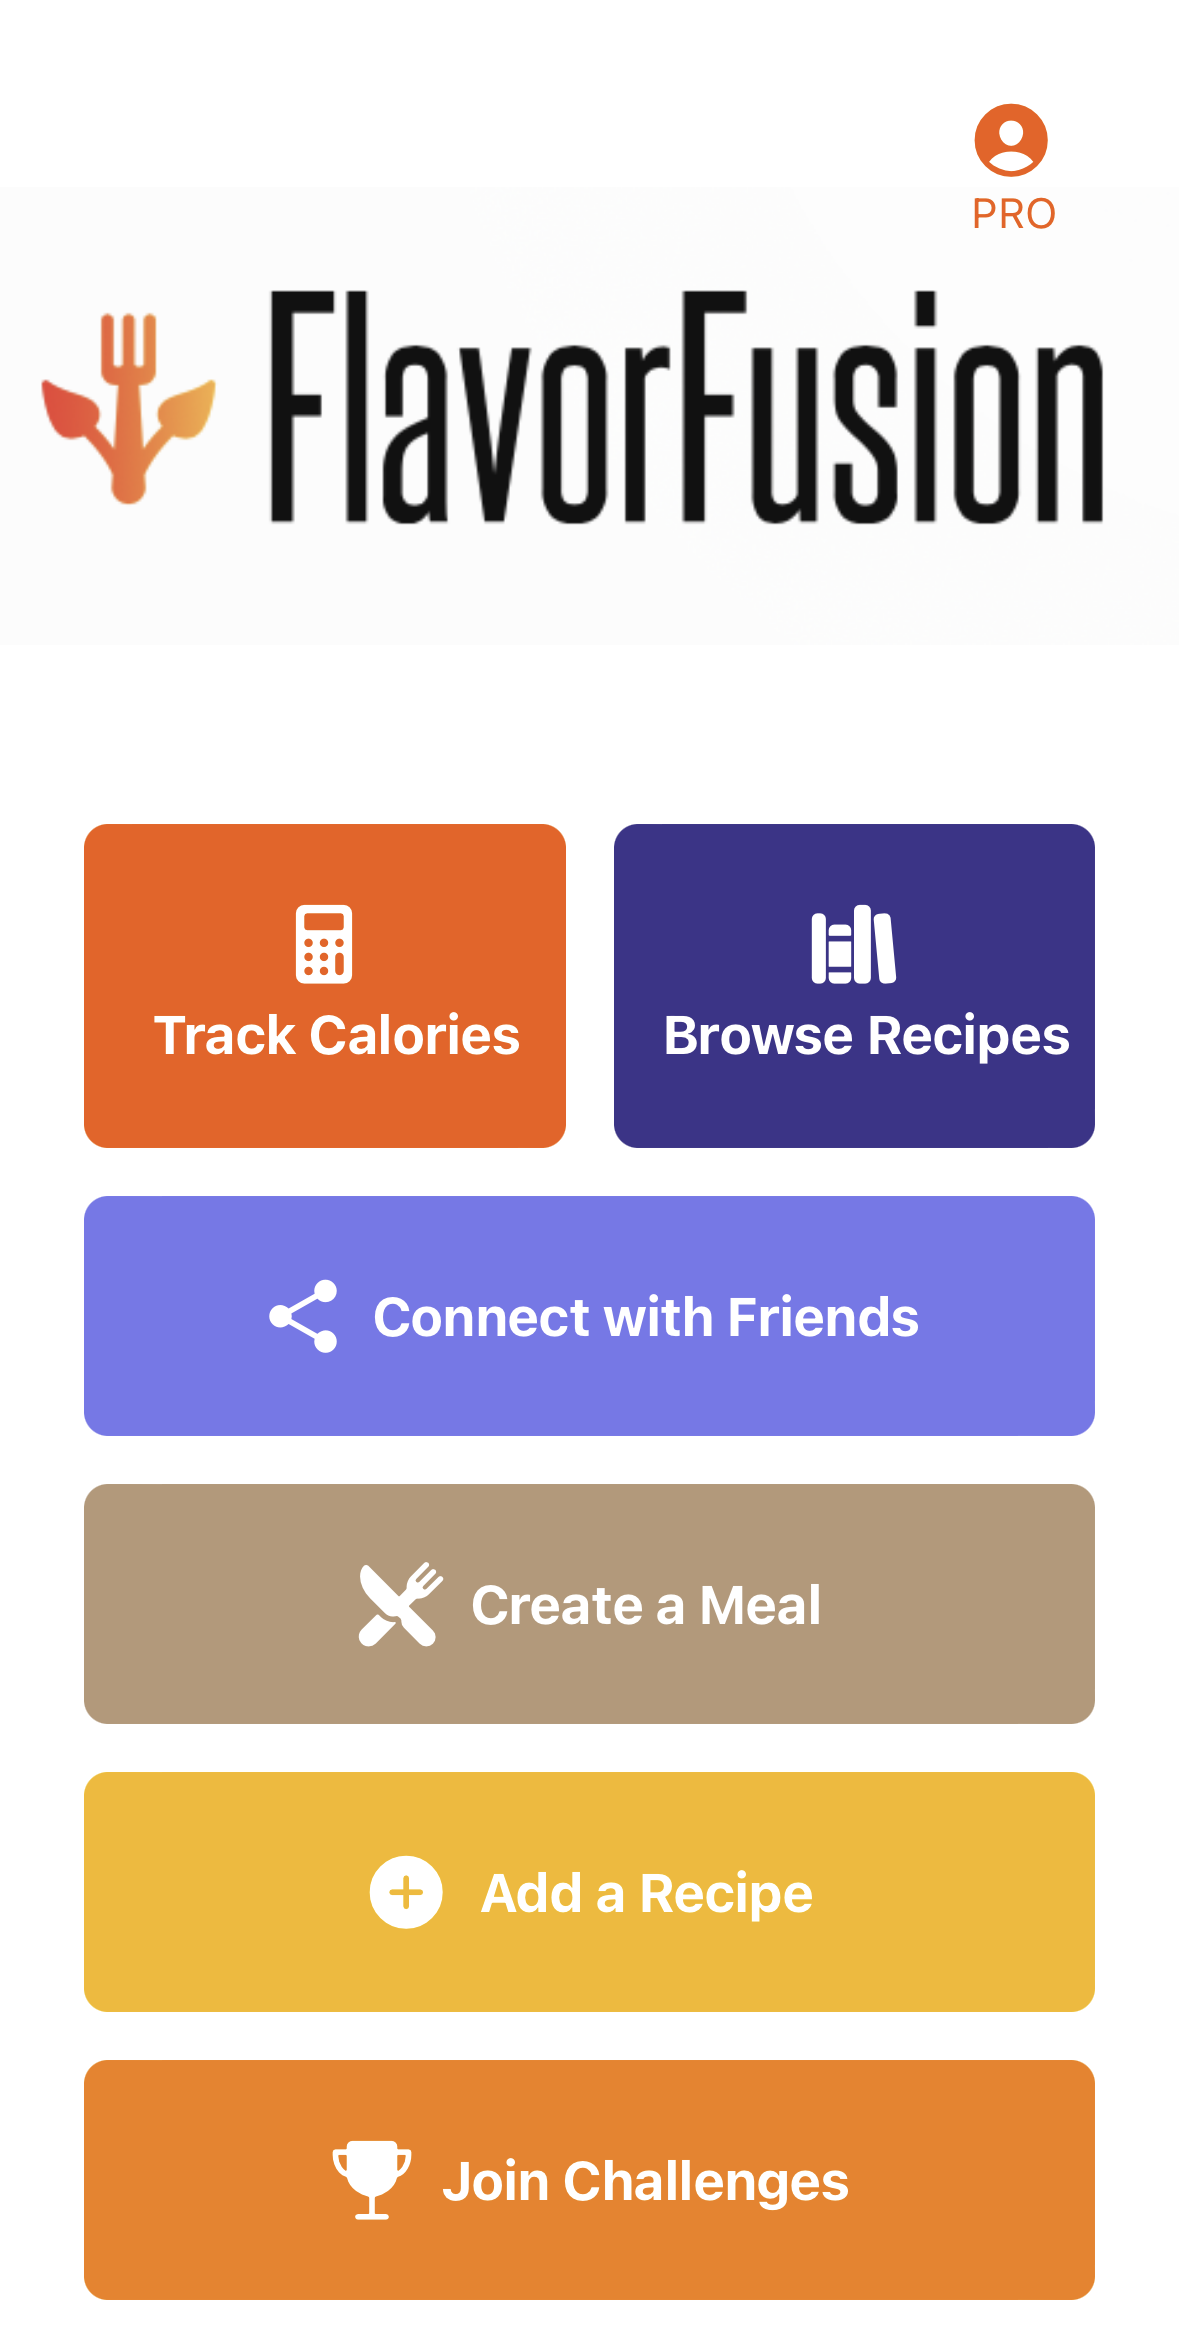 PRO
FlavorFusion
Track Calories
Browse Recipes
Connect with Friends
Create a Meal
Add a Recipe
Join Challenges